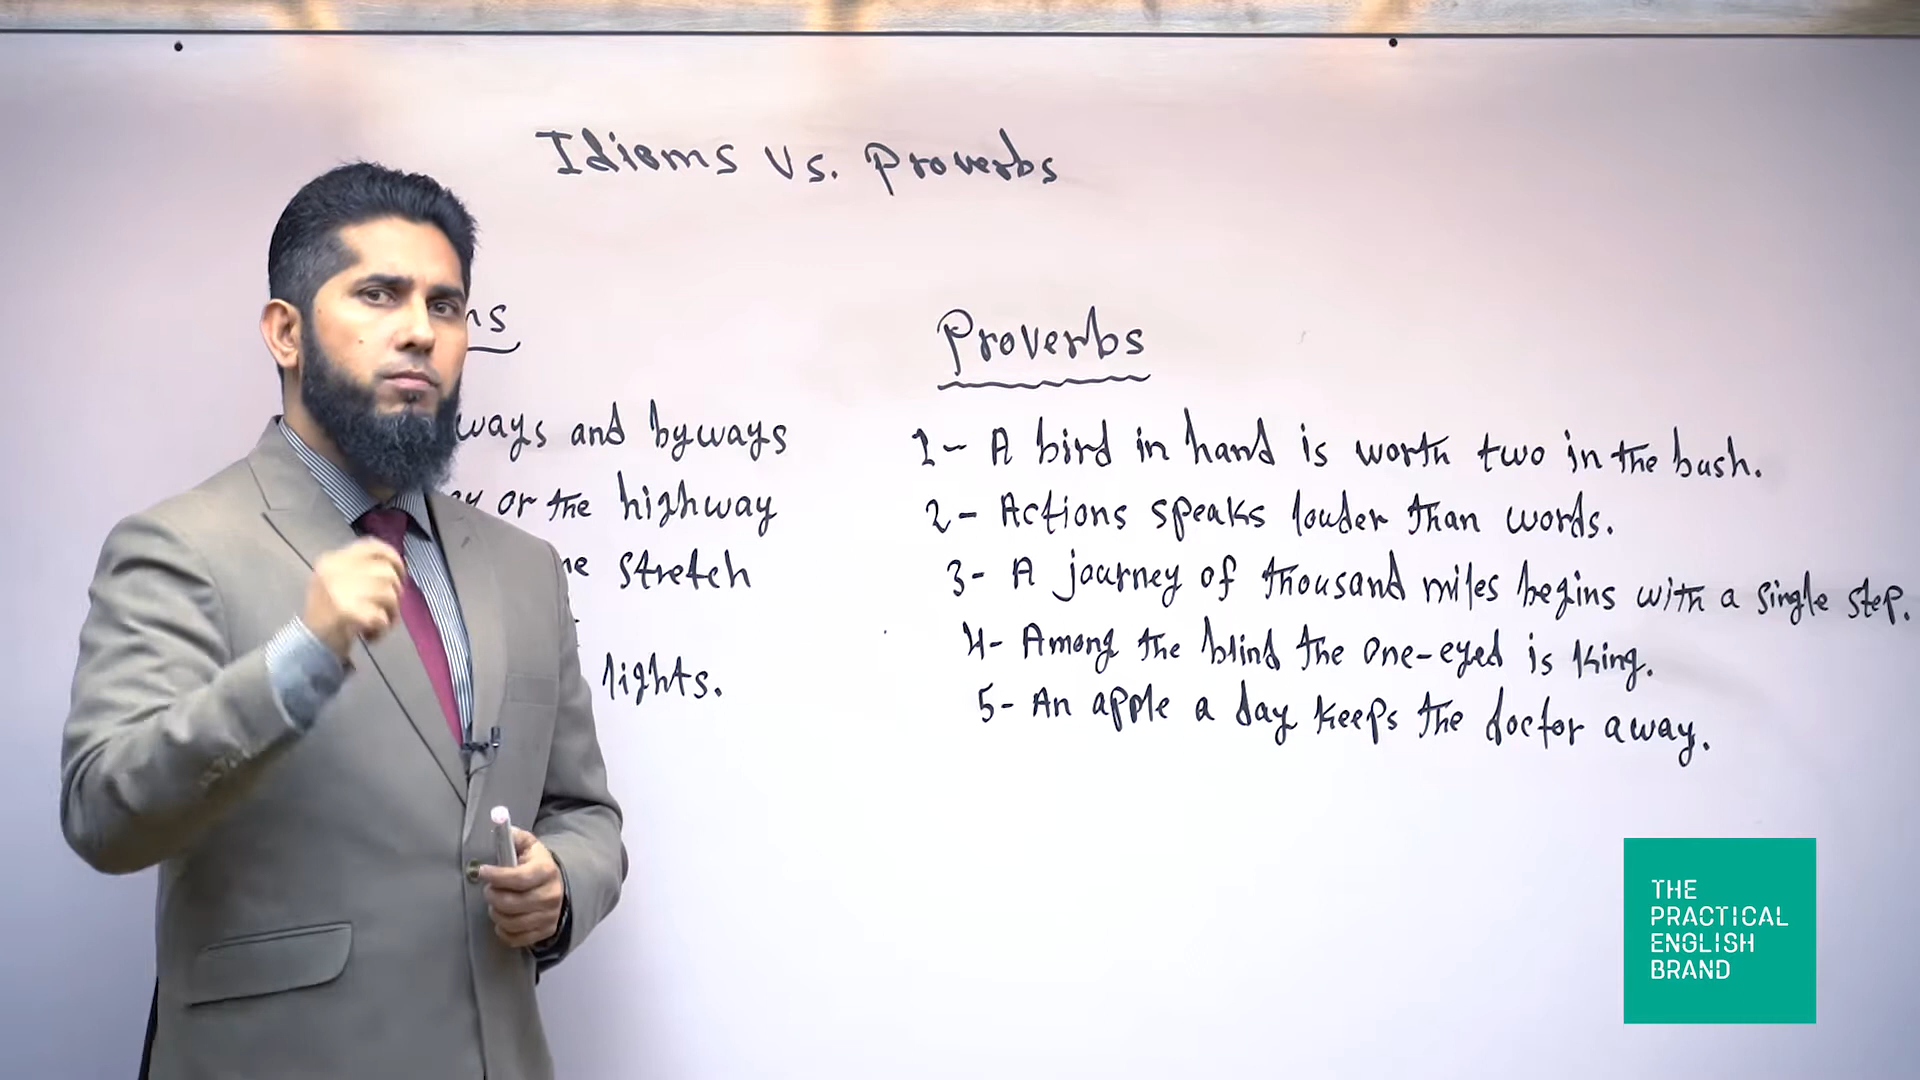 Idioms vs. Proverbs
ns
ways and byways
or the highway
ne stretch
lights.
Proverbs
1- A bird in hand is worth two in the bush.
2- Actions speaks louder than words.
3- A journey of thousand miles begins with a single step.
4- Among the blind the one-eyed is king.
5- An apple a day keeps the doctor away.
THE
PRACTICAL
ENGLISH
BRAND